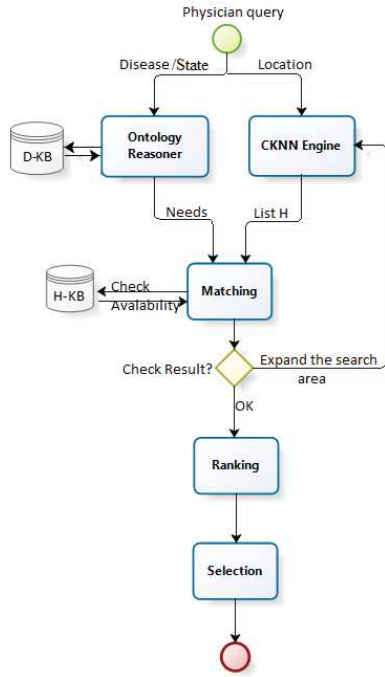 Physician query
Disease/State
Location
Ontology
Reasoner
CKNN Engine
D-KB
Needs
List H
Check
Avalability
H-KB
Matching
Check Result?
Expand the search
area
OK
Ranking
Selection